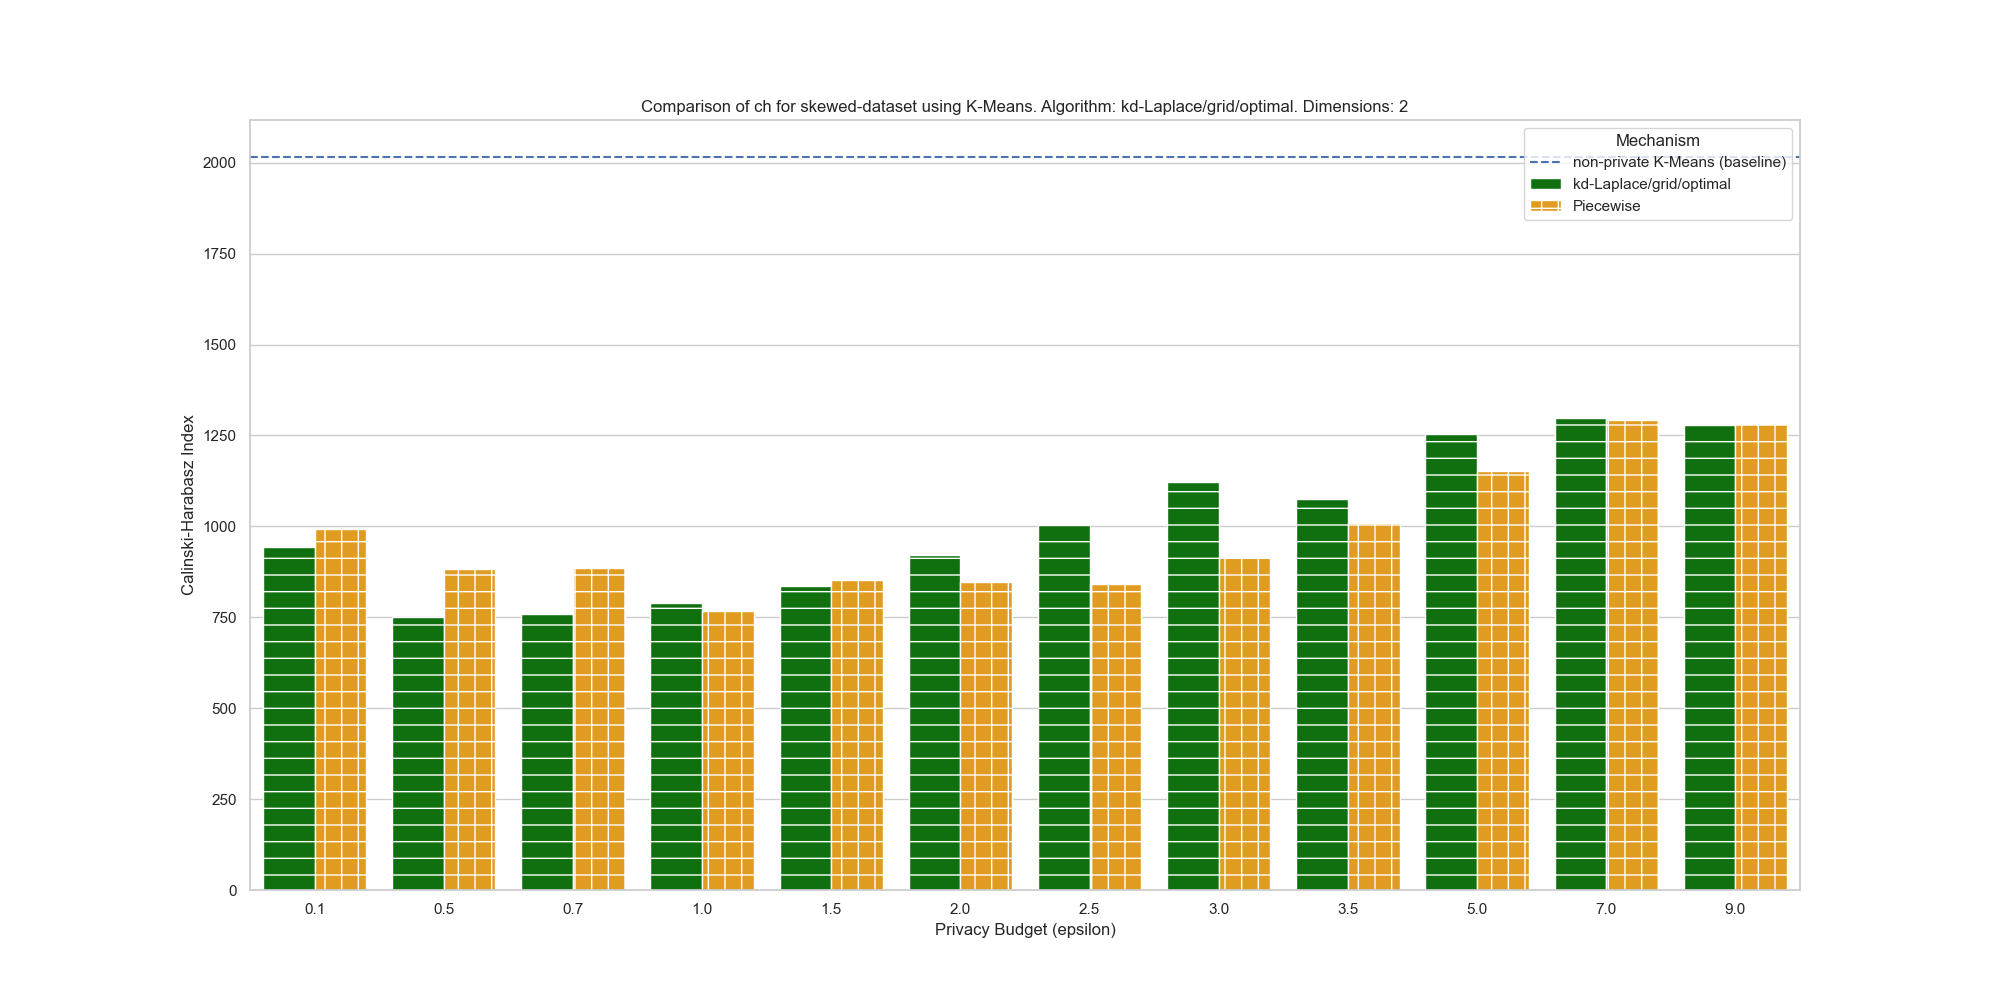 Comparison of ch for skewed-dataset using K-Means. Algorithm: kd-Laplace/grid/optimal. Dimensions: 2
Mechanism
non-private K-Means (baseline)
kd-Laplace/grid/optimal
Piecewise
Calinski-Harabasz Index
2000
1750
1500
1250
1000
750
500
250
0
0.1 0.5 0.7 1.0 1.5 2.0 2.5 3.0 3.5 5.0 7.0 9.0
Privacy Budget (epsilon)